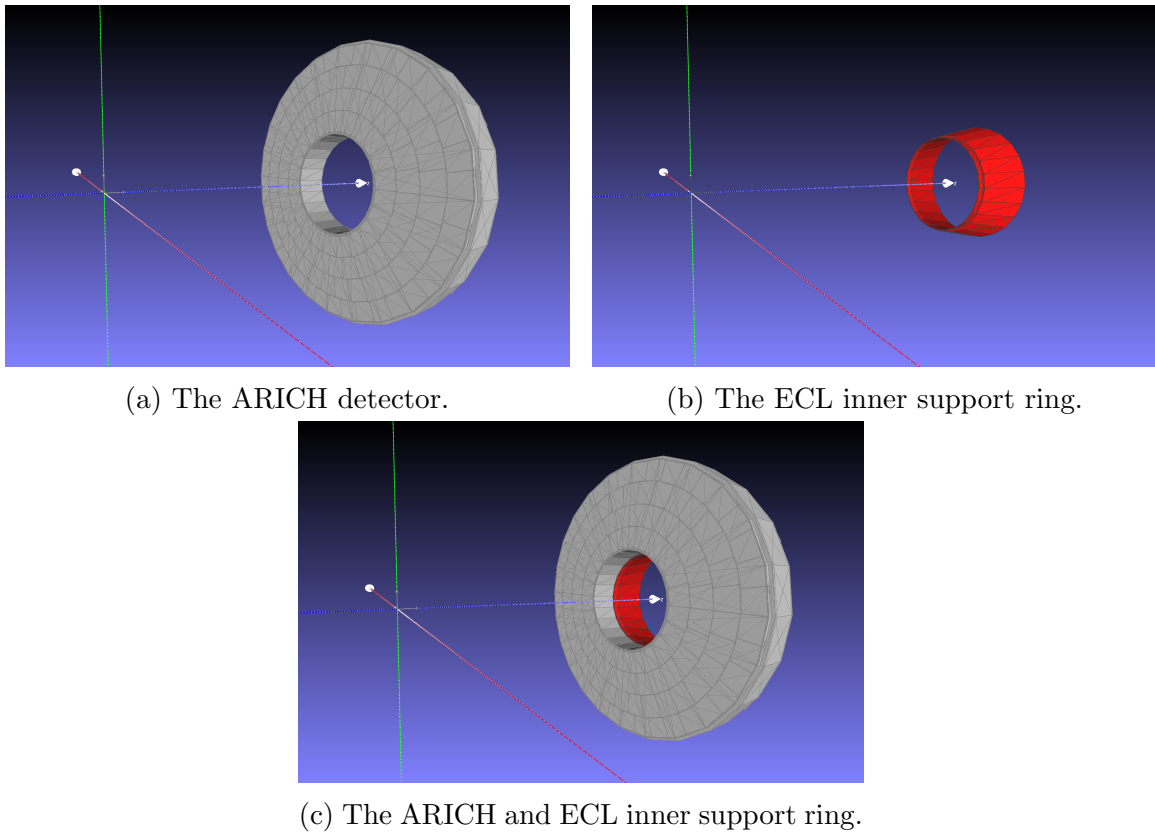 (a) The ARICH detector.
(b) The ECL inner support ring.
(c) The ARICH and ECL inner support ring.